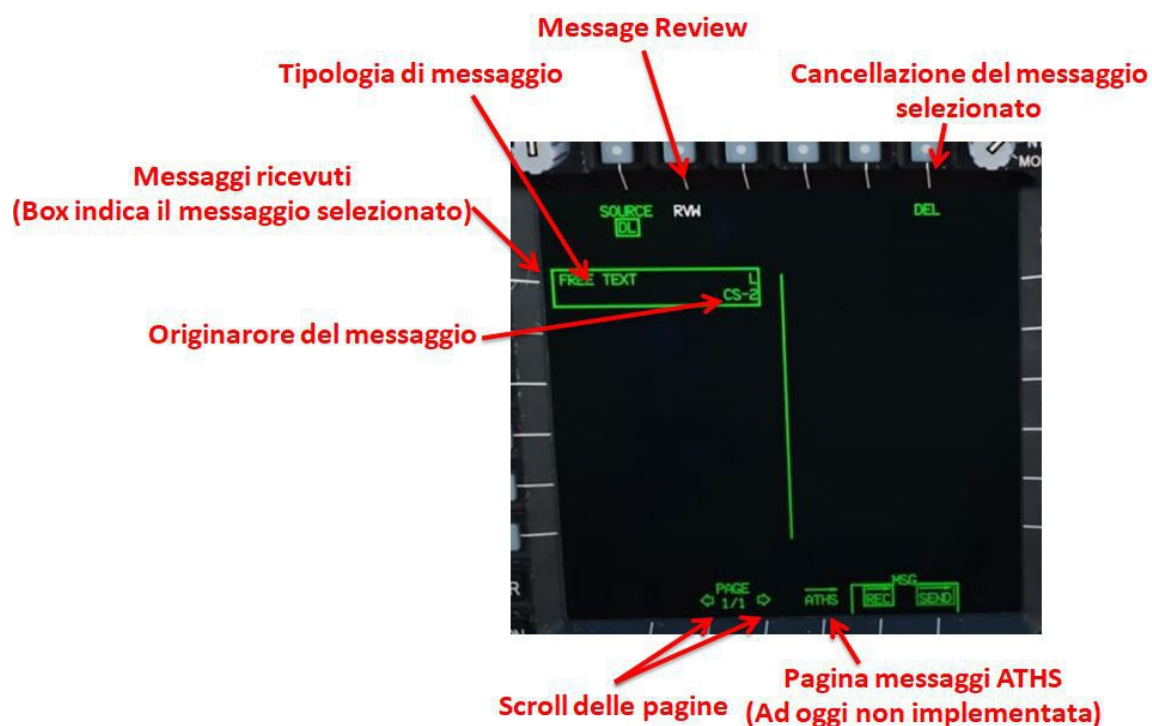 Message Review
Tipologia di messaggio
Cancellazione del messaggio
selezionato
Messaggi ricevuti
(Box indica il messaggio selezionato)
SOURCE
DL
RVW
DEL
FREE TEXT L
CS-2
Originarore del messaggio
MSG
PAGE
1/1
ATHS
REC
SEND
Scroll delle pagine
Pagina messaggi ATHS
(Ad oggi non implementata)